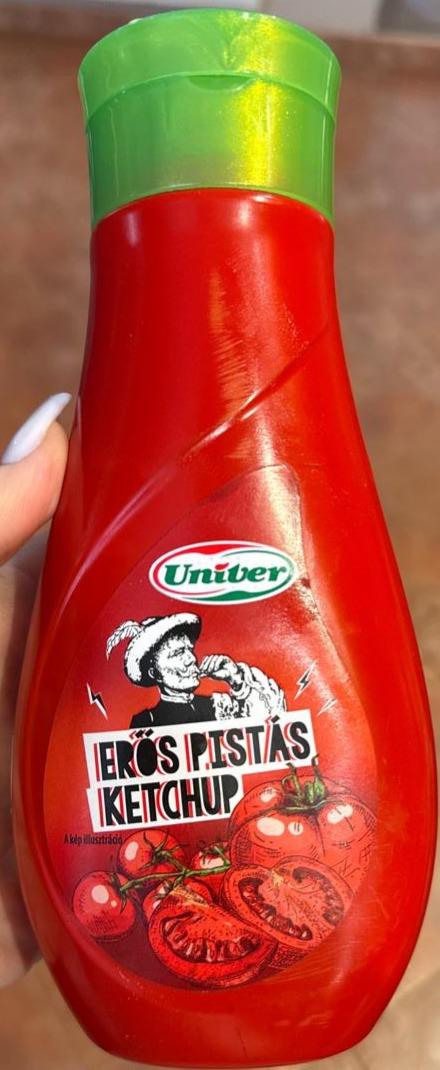 Univer
ERŐS PISTÁS
KETCHUP
A kép illusztráció